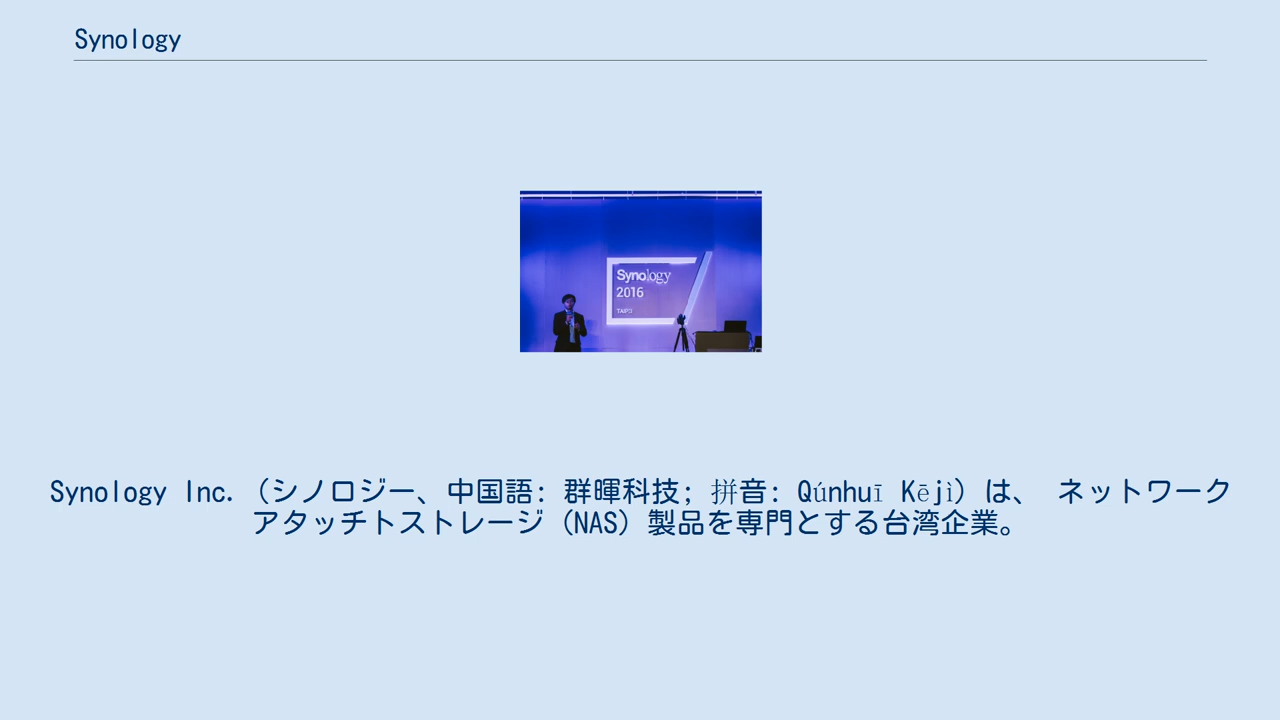 Synology
Synology
2016
TAIPEI
Synology Inc. （シノロジー、中国語: 群暉科技; 拼音: Qúnhuī Kējì）は、 ネットワーク
アタッチトストレージ（NAS）製品を専門とする台湾企業。